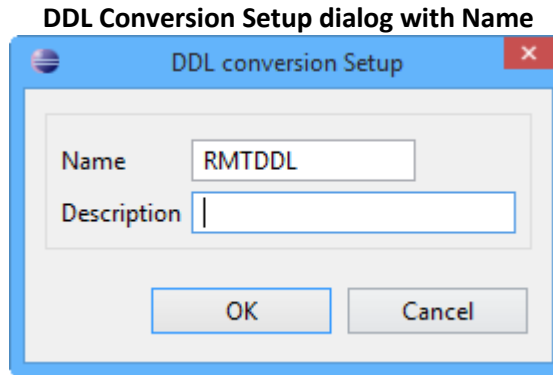 DDL Conversion Setup dialog with Name
DDL conversion Setup
Name RMTDDL
Description
OK Cancel